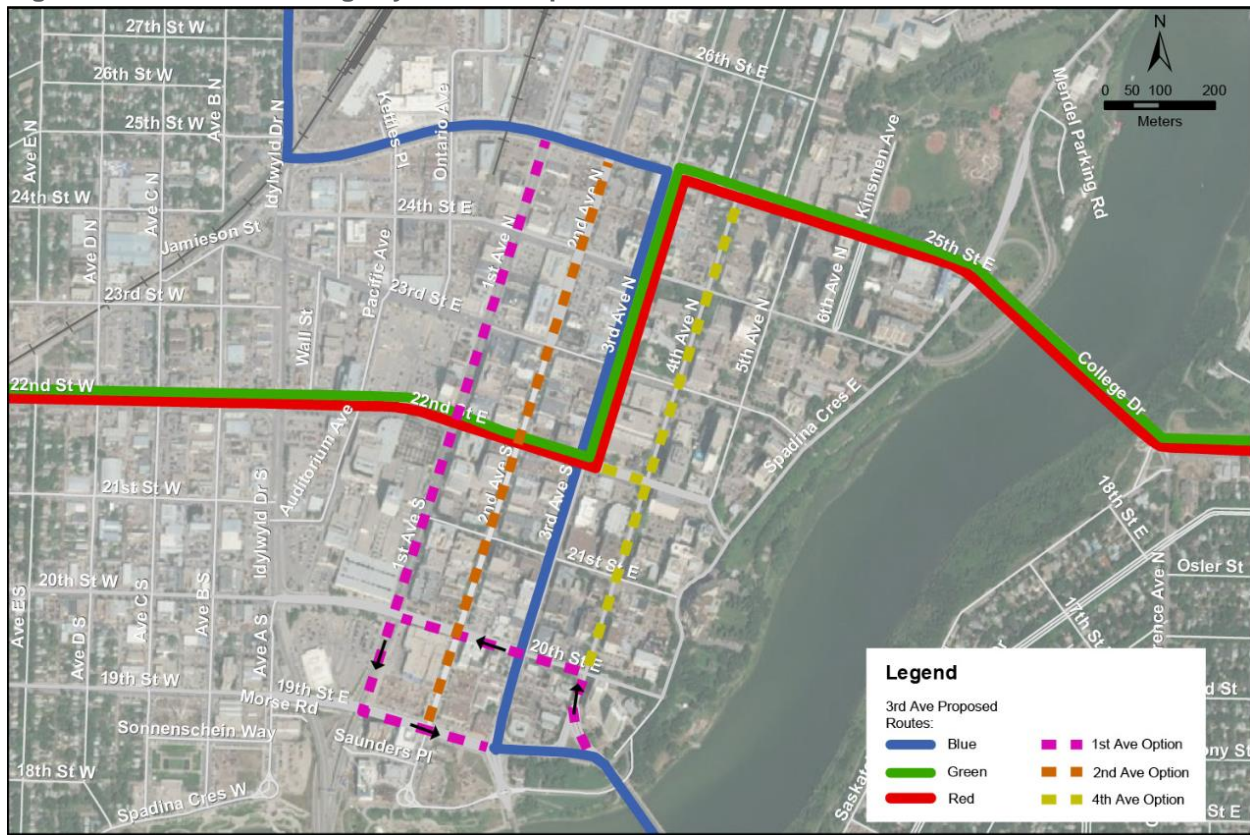 27th St W
26th St W
25th St W
24th St W
Jamieson St
23rd St W
22nd St W
21st St W
20th St W
19th St W
Sonnenschein Way
18th St W
Spadina Cres W
Ave E N
Ave D N
Ave C N
Ave B N
Idylwyld Dr N
Kettles Pl
Ontario Ave
24th St E
Pacific Ave
23rd St E
Wall St
Auditorium Ave
22nd St E
1st Ave N
2nd Ave N
3rd Ave N
4th Ave N
5th Ave N
6th Ave N
Kinsmen Ave
26th St E
25th St E
Mendel Parking Rd
College Dr
Spadina Cres E
1st Ave S
2nd Ave S
3rd Ave S
21st St E
20th St E
19th St E
Morse Rd
Saunders Pl
Ave E S
Ave D S
Ave C S
Ave B S
Ave A S
Idylwyld Dr S
18th St E
17th St
Osler St
N
0 50 100 200
Meters
Legend
3rd Ave Proposed
Routes:
Blue
Green
Red
1st Ave Option
2nd Ave Option
4th Ave Option